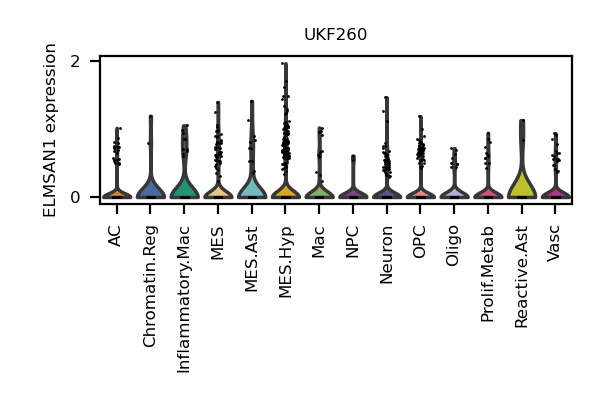 UKF260
ELMSAN1 expression
2
0
AC
Chromatin.Reg
Inflammatory.Mac
MES
MES.Ast
MES.Hyp
Mac
NPC
Neuron
OPC
Oligo
Prolif.Metab
Reactive.Ast
Vasc